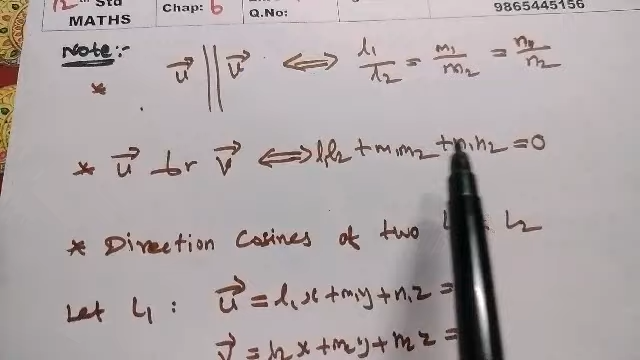 12th Std
MATHS
Chap: 6
Q.No:
9865445156
Note:-
* u⃗ || v⃗ ⟺ l₁/l₂ = m₁/m₂ = n₁/n₂
* u⃗ ⊥r v⃗ ⟺ l₁l₂ + m₁m₂ + n₁n₂ = 0
* Direction Cosines of two L₂
Let L₁ : u⃗ = l₁x + m₁y + n₁z =
v⃗ = l₂x + m₂y + n₂z =